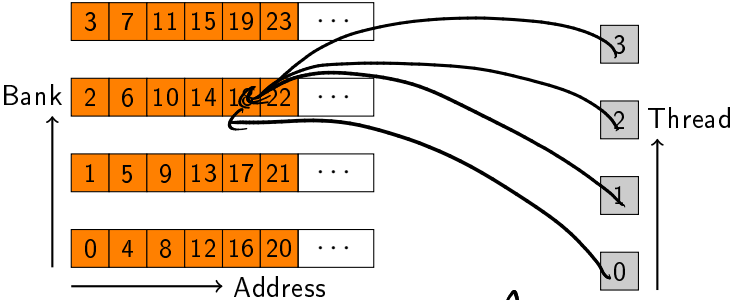 3 7 11 15 19 23 ···
3
Bank 2 6 10 14 22 ···
2 Thread
1 5 9 13 17 21 ···
1
0 4 8 12 16 20 ···
0
Address